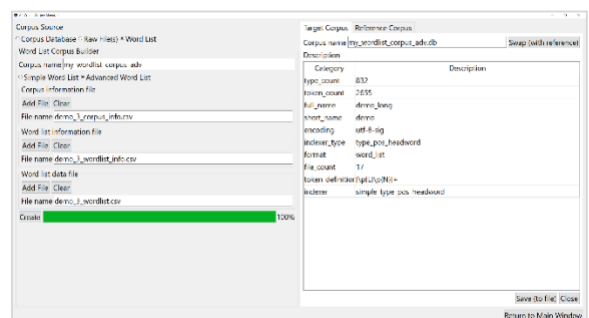 Corpus Source
Corpus Database Raw File(s) Word List
Word List Corpus Builder
Corpus name my_wordlist_corpus_adv
Simple Word List Advanced Word List
Corpus information file
Add File Clear
File name demo_3_corpus_info.csv
Word list information file
Add File Clear
File name demo_3_wordlist_info.csv
Word list data file
Add File Clear
File name demo_3_wordlist.csv
Create 100%
Target Corpus Reference Corpus
Corpus name my_wordlist_corpus_adv.db Swap (with reference)
Description
Category Description
type_count 832
token_count
full_name demo_long
short_name demo
encoding utf-8-sig
indexer_type type_pos_headword
format word_list
file_count 17
token definition
indexer simple type pos headword
Save (to file) Close
Return to Main Window